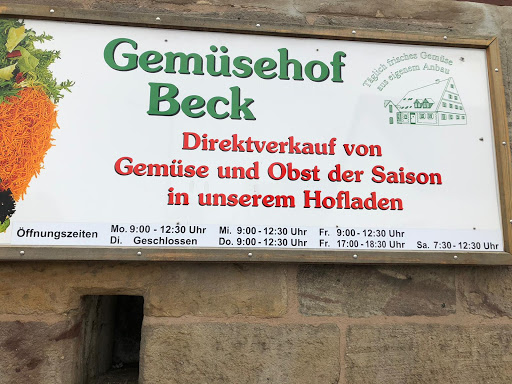 Gemüsehof
Beck
Täglich frisches Gemüse
aus eigenem Anbau
Direktverkauf von
Gemüse und Obst der Saison
in unserem Hofladen
Öffnungszeiten Mo. 9:00 - 12:30 Uhr Mi. 9:00 - 12:30 Uhr Fr. 9:00 - 12:30 Uhr
Di. Geschlossen Do. 9:00 - 12:30 Uhr Fr. 17:00 - 18:30 Uhr Sa. 7:30 - 12:30 Uhr